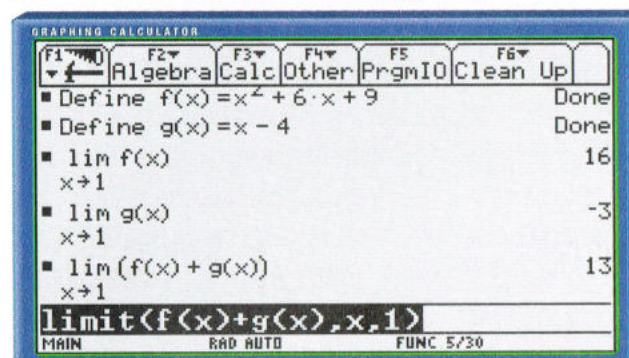 GRAPHING CALCULATOR
F1 F2 F3 F4 F5 F6
Algebra Calc Other PrgmIO Clean Up
▪ Define f(x) = x² + 6·x + 9 Done
▪ Define g(x) = x − 4 Done
▪ lim f(x) 16
x→1
▪ lim g(x) -3
x→1
▪ lim (f(x) + g(x)) 13
x→1
limit(f(x)+g(x),x,1)
MAIN RAD AUTO FUNC 5/30